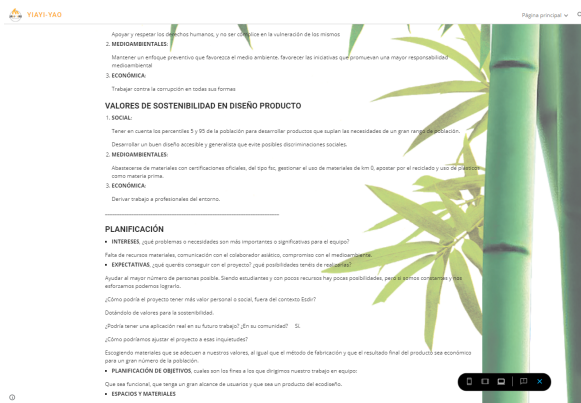 YIAYI-YAO
Página principal
Apoyar y respetar los derechos humanos, y no ser cómplice en la vulneración de los mismos
2. MEDIOAMBIENTALES:
Mantener un enfoque preventivo que favorezca el medio ambiente. favorecer las iniciativas que promuevan una mayor responsabilidad
medioambiental
3. ECONÓMICA:
Trabajar contra la corrupción en todas sus formas
VALORES DE SOSTENIBILIDAD EN DISEÑO PRODUCTO
1. SOCIAL:
Taner en cuenta los percentiles 5 y 95 de la población para desarrollar productos que suplan las necesidades de un gran rango de población.
Desarrollar un buen diseño accesible y generalista que evite posibles discriminaciones sociales.
2. MEDIOAMBIENTALES:
Abastecerse de materiales con certificaciones oficiales, del tipo fsc, gestionar el uso de materiales de km 0, apostar por el reciclado y uso de plásticos
como materia prima.
3. ECONÓMICA:
Derivar trabajo a profesionales del entorno.
PLANIFICACIÓN
• INTERESES, ¿qué problemas o necesidades son más importantes o significativas para el equipo?
Falta de recursos materiales, comunicación con el colaborador asiático, compromiso con el medioambiente.
• EXPECTATIVAS, ¿qué queréis conseguir con el proyecto? ¿qué posibilidades tenéis de realizarlas?
Ayudar al mayor número de personas posible. Siendo estudiantes y con pocos recursos hay pocas posibilidades, pero si somos constantes y nos
esforzamos podemos lograrlo.
¿Cómo podría el proyecto tener más valor personal o social, fuera del contexto Esdir?
Dotándolo de valores para la sostenibilidad.
¿Podría tener una aplicación real en su futuro trabajo? ¿En su comunidad? Sí.
¿Cómo podríamos ajustar el proyecto a esas inquietudes?
Escogiendo materiales que se adecuen a nuestros valores, al igual que el método de fabricación y que el resultado final del producto sea económico
para un gran número de la población.
• PLANIFICACIÓN DE OBJETIVOS, cuales son los fines a los que dirigimos nuestro trabajo en equipo:
Que sea funcional, que tenga un gran alcance de usuarios y que sea un producto del ecodiseño.
• ESPACIOS Y MATERIALES